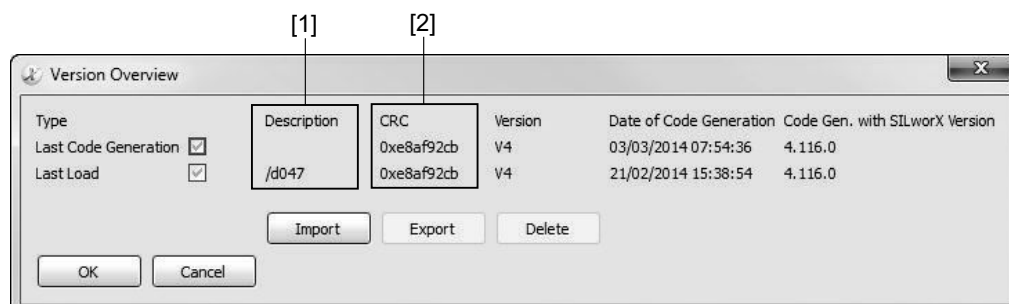 [1] [2]
Version Overview
Type Description CRC Version Date of Code Generation Code Gen. with SILworX Version
Last Code Generation 0xe8af92cb V4 03/03/2014 07:54:36 4.116.0
Last Load /d047 0xe8af92cb V4 21/02/2014 15:38:54 4.116.0
Import Export Delete
OK Cancel